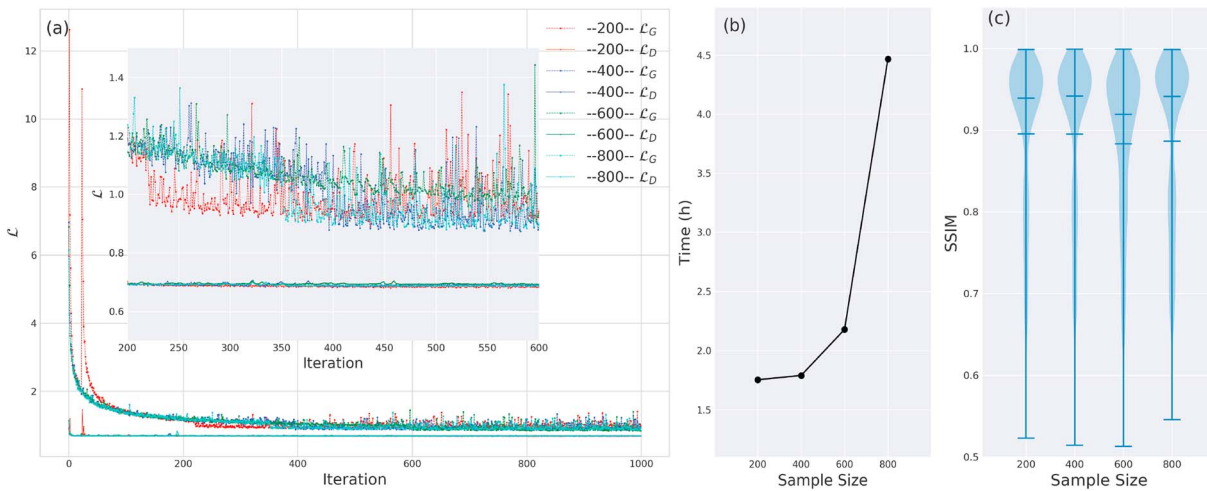 (a)
--200-- ℒG
--200-- ℒD
--400-- ℒG
--400-- ℒD
--600-- ℒG
--600-- ℒD
--800-- ℒG
--800-- ℒD
12
10
8
6
4
2
ℒ
0
200
400
600
800
1000
Iteration
1.4
1.2
1.0
0.8
0.6
ℒ
200
250
300
350
400
450
500
550
600
Iteration
(b)
4.5
4.0
3.5
3.0
2.5
2.0
1.5
Time (h)
200
400
600
800
Sample Size
(c)
1.0
0.9
0.8
0.7
0.6
0.5
SSIM
200
400
600
800
Sample Size